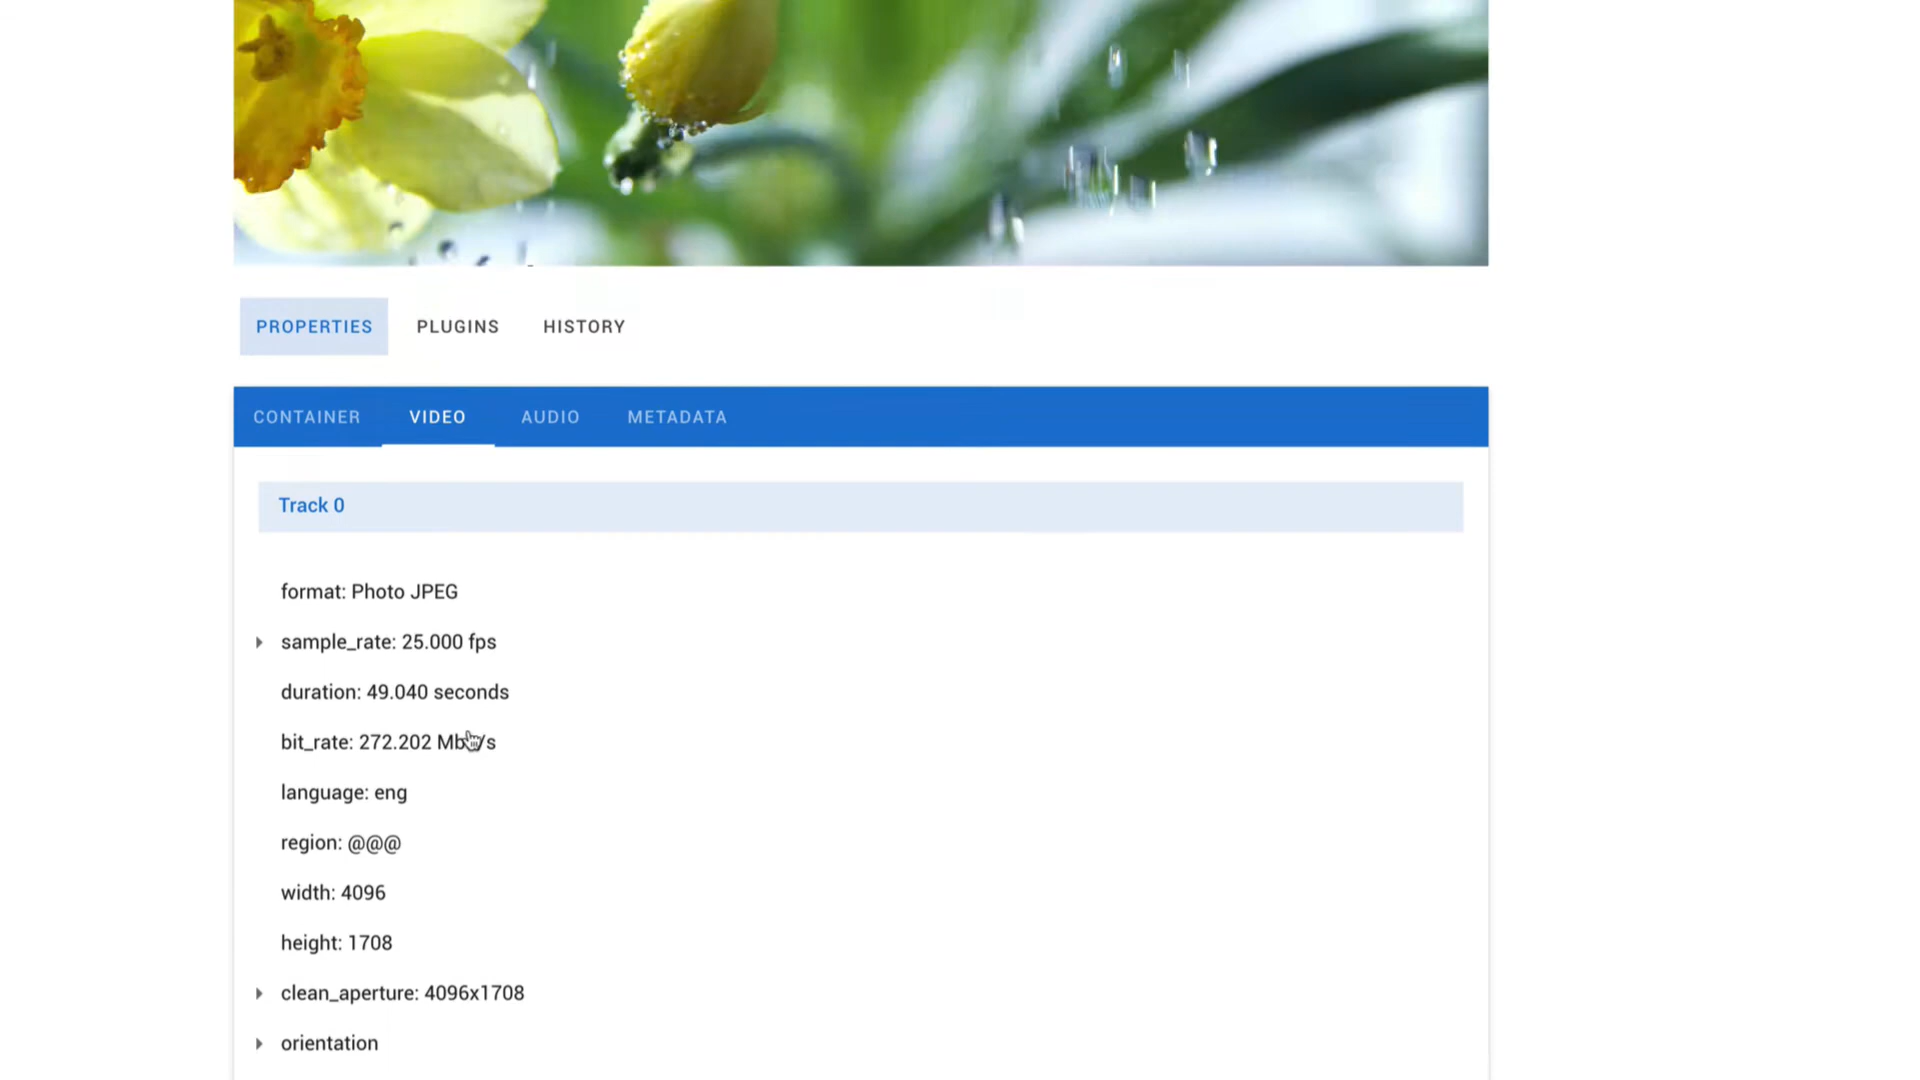 PROPERTIES PLUGINS HISTORY
CONTAINER VIDEO AUDIO METADATA
Track 0
format: Photo JPEG
sample_rate: 25.000 fps
duration: 49.040 seconds
bit_rate: 272.202
language: eng
region: @@@
width: 4096
height: 1708
clean_aperture: 4096x1708
orientation